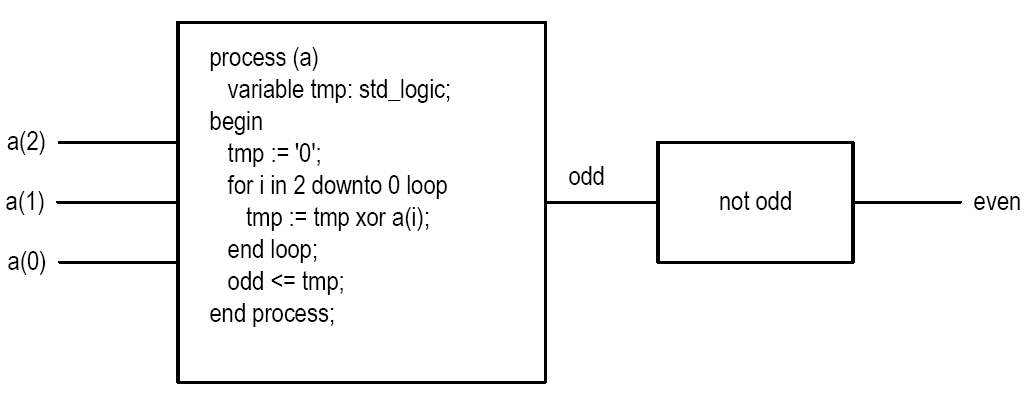 process (a)
variable tmp: std_logic;
begin
tmp := '0';
for i in 2 downto 0 loop
tmp := tmp xor a(i);
end loop;
odd <= tmp;
end process;
a(2)
a(1)
a(0)
odd
not odd
even